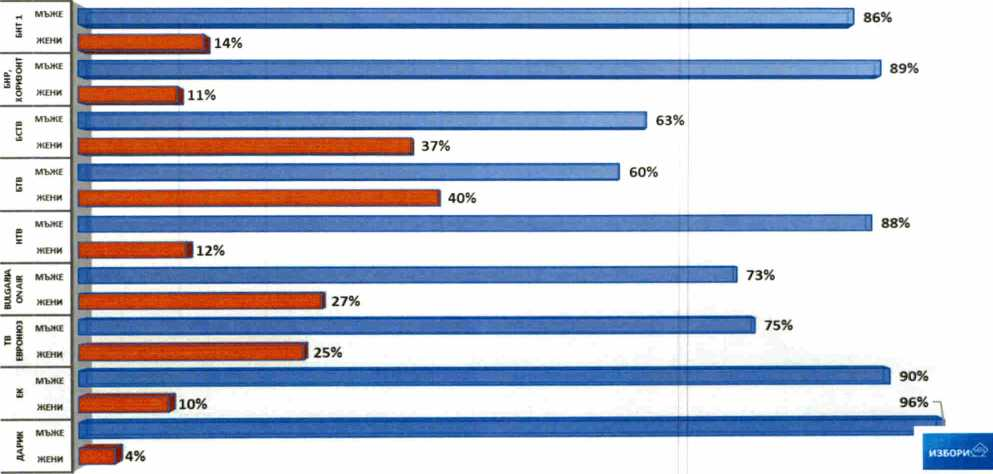 БНТ 1
МЪЖЕ 86%
ЖЕНИ 14%
БНР, ХОРИЗОНТ
МЪЖЕ 89%
ЖЕНИ 11%
БСТВ
МЪЖЕ 63%
ЖЕНИ 37%
БТВ
МЪЖЕ 60%
ЖЕНИ 40%
НТВ
МЪЖЕ 88%
ЖЕНИ 12%
BULGARIA ON AIR
МЪЖЕ 73%
ЖЕНИ 27%
ТВ ЕВРОНЮЗ
МЪЖЕ 75%
ЖЕНИ 25%
ЕК
МЪЖЕ 90%
ЖЕНИ 10%
ДАРИК
МЪЖЕ 96%
ЖЕНИ 4%
ИЗБОРИ